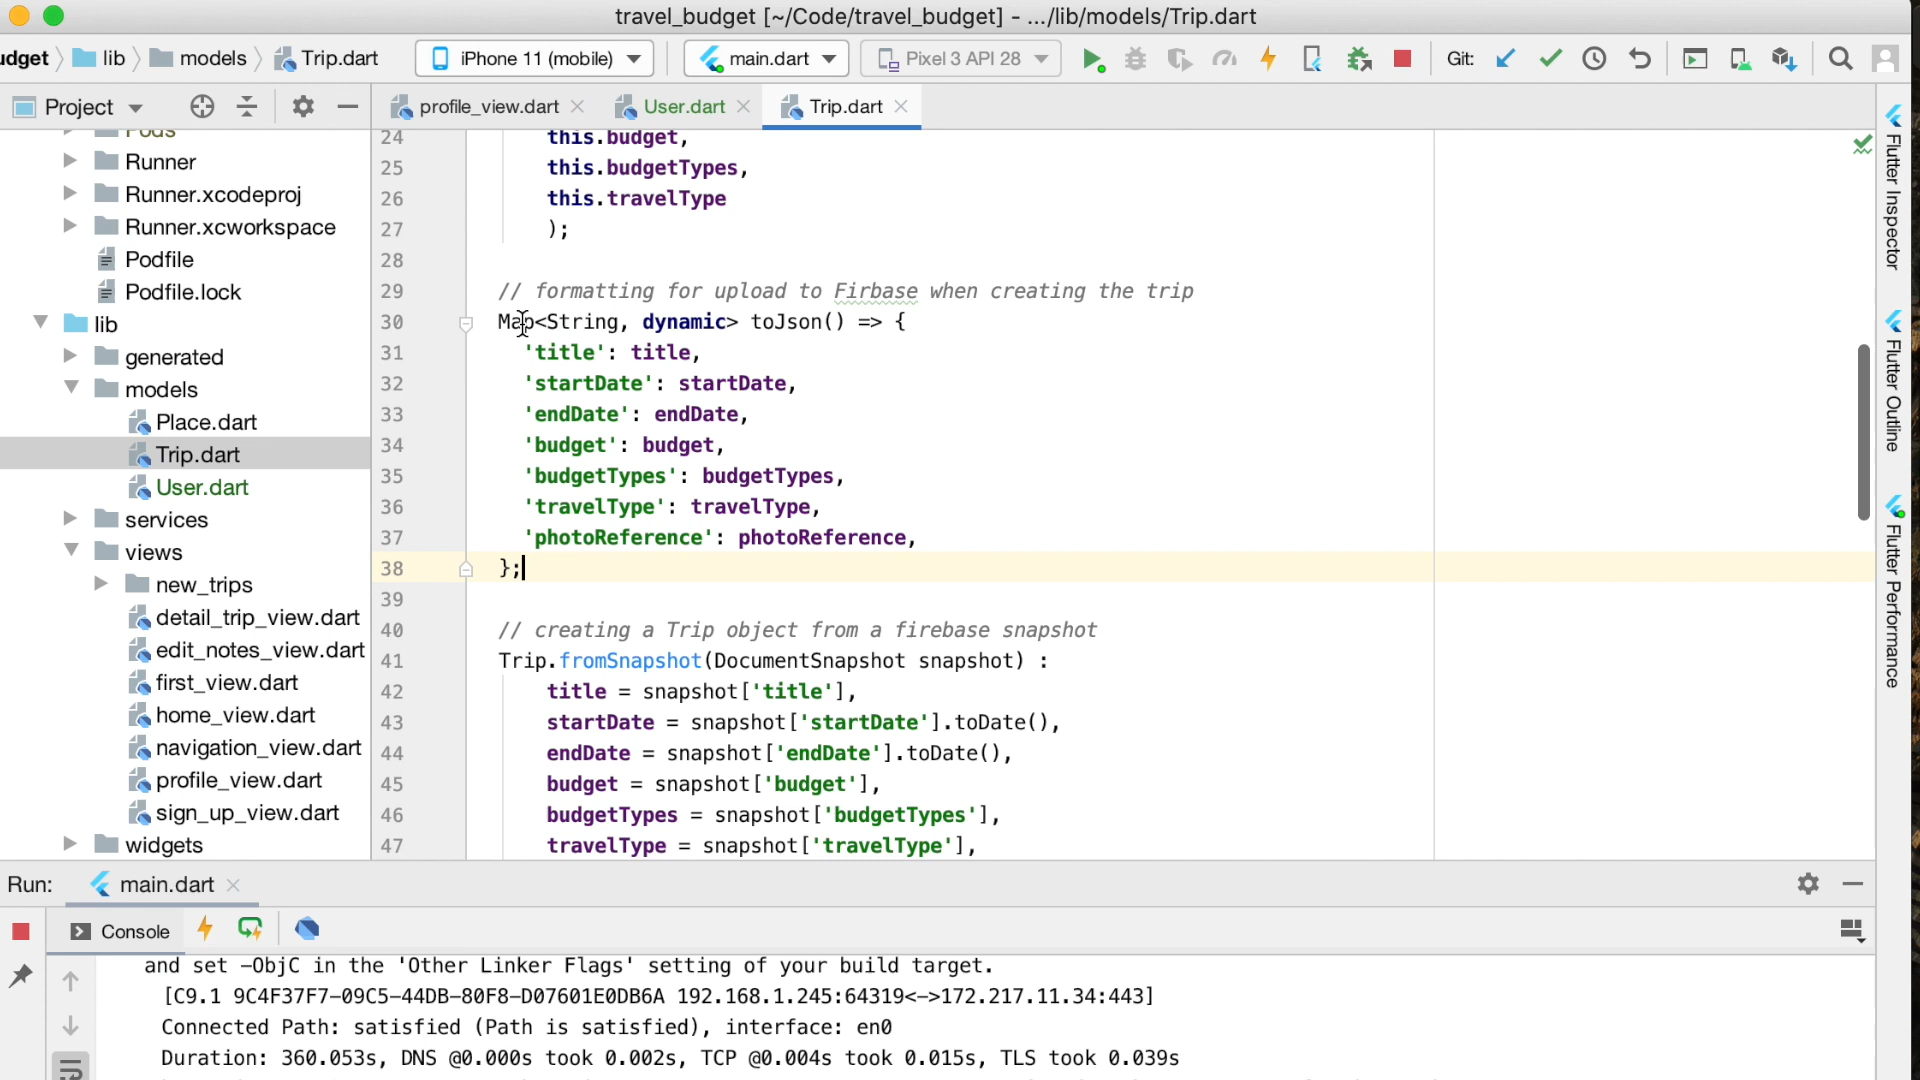 travel_budget [~/Code/travel_budget] - .../lib/models/Trip.dart
udget lib models Trip.dart iPhone 11 (mobile) main.dart Pixel 3 API 28 Git:
Project profile_view.dart User.dart Trip.dart
Pods
Runner
Runner.xcodeproj
Runner.xcworkspace
Podfile
Podfile.lock
lib
generated
models
Place.dart
Trip.dart
User.dart
services
views
new_trips
detail_trip_view.dart
edit_notes_view.dart
first_view.dart
home_view.dart
navigation_view.dart
profile_view.dart
sign_up_view.dart
widgets
24 this.budget,
25 this.budgetTypes,
26 this.travelType
27 );
28
29 // formatting for upload to Firbase when creating the trip
30 Map<String, dynamic> toJson() => {
31 'title': title,
32 'startDate': startDate,
33 'endDate': endDate,
34 'budget': budget,
35 'budgetTypes': budgetTypes,
36 'travelType': travelType,
37 'photoReference': photoReference,
38 };
39
40 // creating a Trip object from a firebase snapshot
41 Trip.fromSnapshot(DocumentSnapshot snapshot) :
42 title = snapshot['title'],
43 startDate = snapshot['startDate'].toDate(),
44 endDate = snapshot['endDate'].toDate(),
45 budget = snapshot['budget'],
46 budgetTypes = snapshot['budgetTypes'],
47 travelType = snapshot['travelType'],
Flutter Inspector
Flutter Outline
Flutter Performance
Run: main.dart
Console
and set -ObjC in the 'Other Linker Flags' setting of your build target.
[C9.1 9C4F37F7-09C5-44DB-80F8-D07601E0DB6A 192.168.1.245:64319<->172.217.11.34:443]
Connected Path: satisfied (Path is satisfied), interface: en0
Duration: 360.053s, DNS @0.000s took 0.002s, TCP @0.004s took 0.015s, TLS took 0.039s